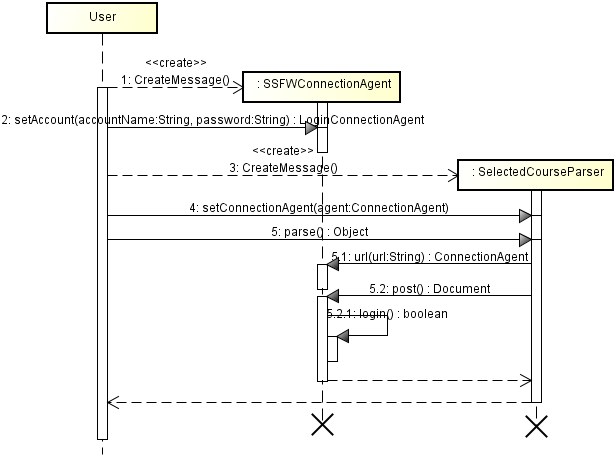 User
<<create>>
1: CreateMessage()
: SSFWConnectionAgent
2: setAccount(accountName:String, password:String) : LoginConnectionAgent
<<create>>
3: CreateMessage()
: SelectedCourseParser
4: setConnectionAgent(agent:ConnectionAgent)
5: parse() : Object
5.1: url(url:String) : ConnectionAgent
5.2: post() : Document
5.2.1: login() : boolean